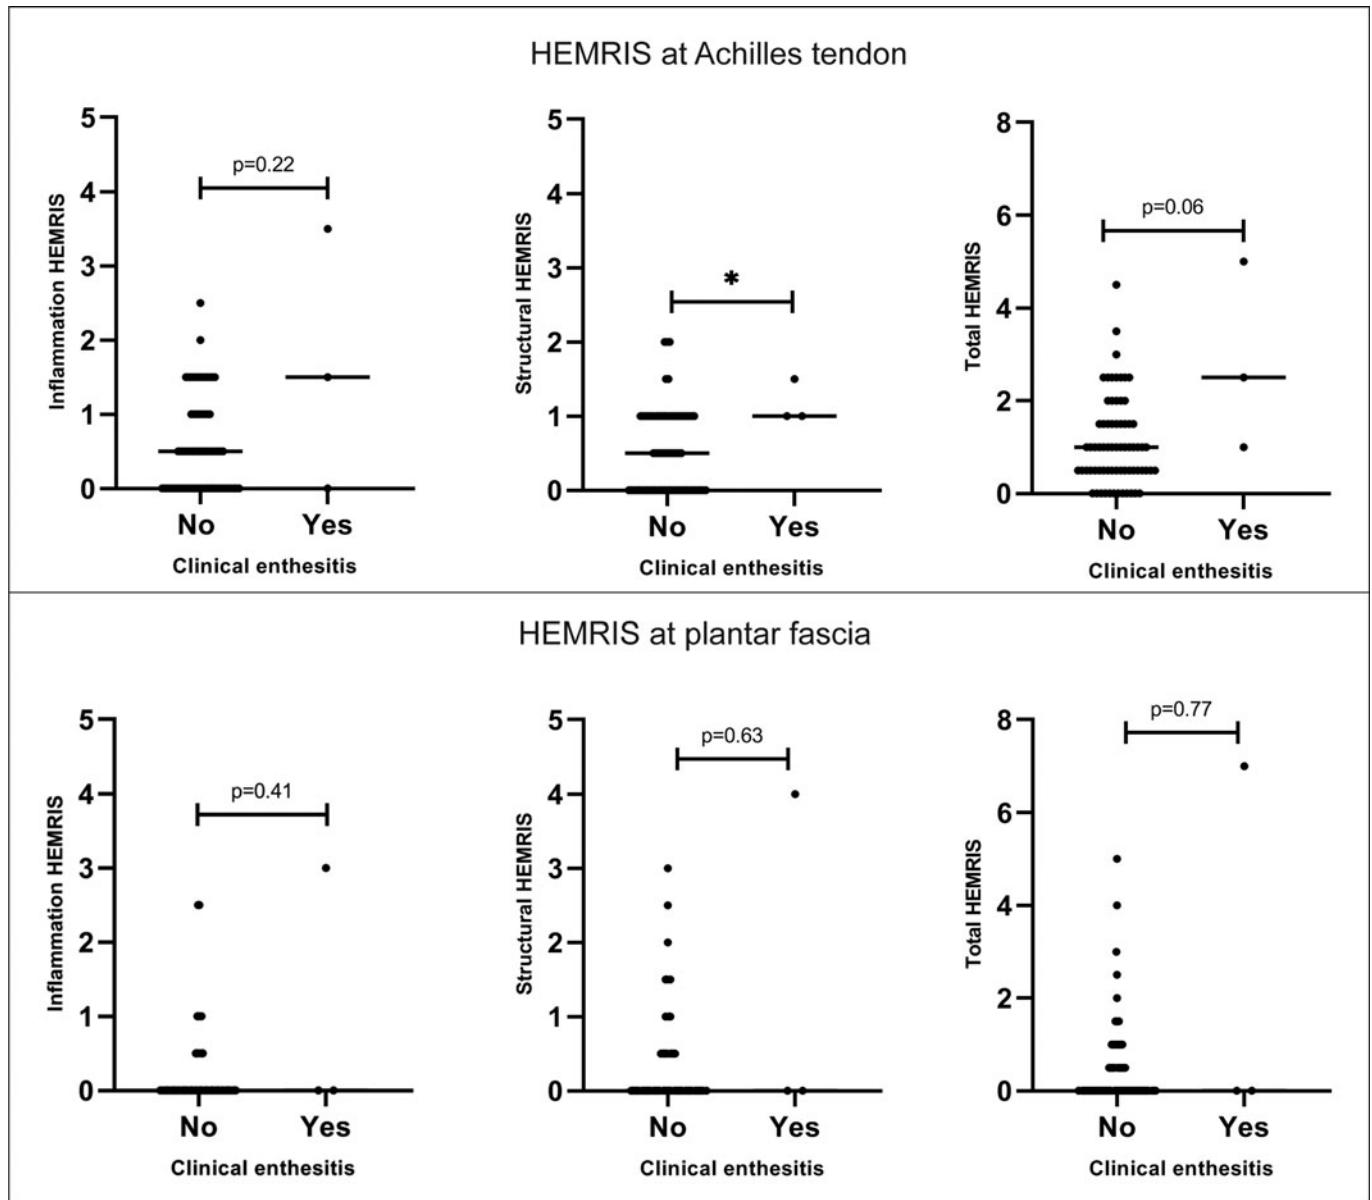 HEMRIS at Achilles tendon
Inflammation HEMRIS
5
4
3
2
1
0
p=0.22
No Yes
Clinical enthesitis
Structural HEMRIS
5
4
3
2
1
0
*
No Yes
Clinical enthesitis
Total HEMRIS
8
6
4
2
0
p=0.06
No Yes
Clinical enthesitis
HEMRIS at plantar fascia
Inflammation HEMRIS
5
4
3
2
1
0
p=0.41
No Yes
Clinical enthesitis
Structural HEMRIS
5
4
3
2
1
0
p=0.63
No Yes
Clinical enthesitis
Total HEMRIS
8
6
4
2
0
p=0.77
No Yes
Clinical enthesitis